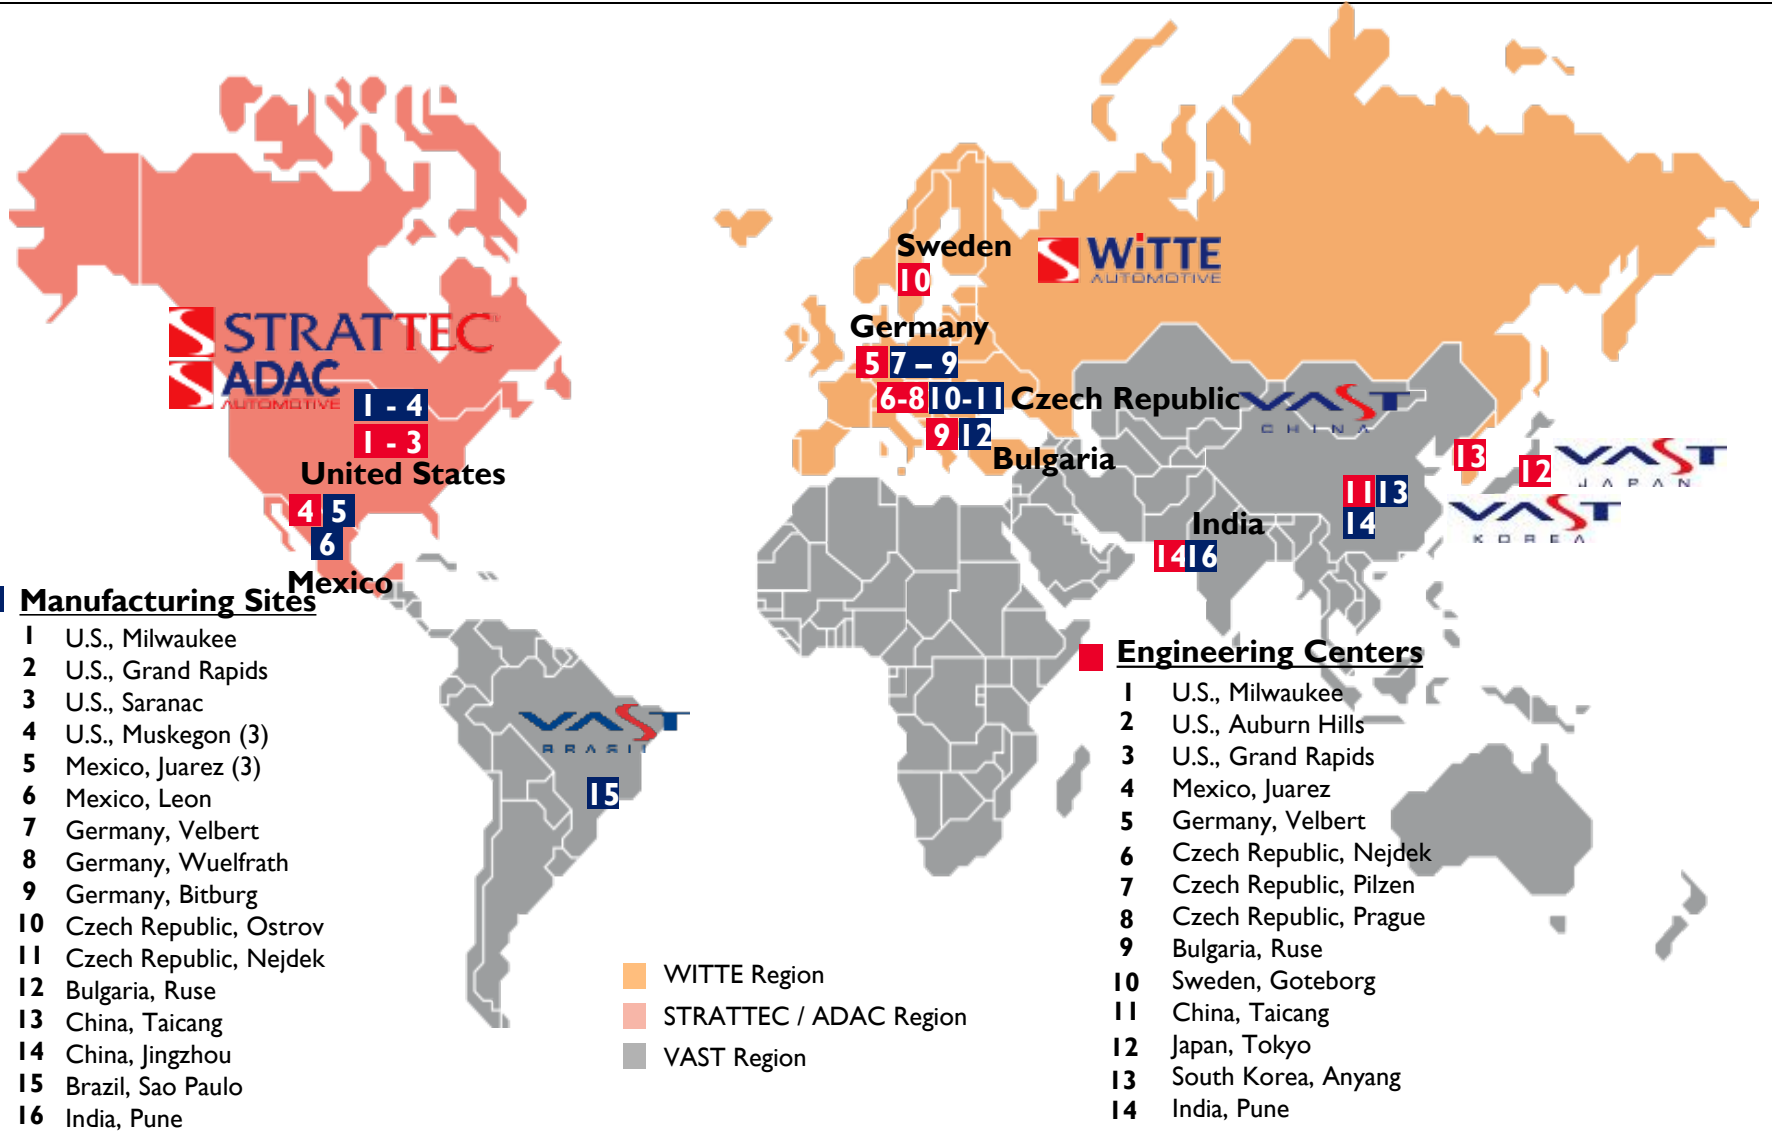 Sweden
10
WiTTE
AUTOMOTIVE
STRATTEC
ADAC
AUTOMOTIVE
1 - 4
1 - 3
United States
4 5
6
Mexico
Germany
5 7 – 9
6-8 10-11 Czech Republic
9 12
Bulgaria
VAST
CHINA
13
12
VAST
JAPAN
11 13
14
VAST
KOREA
India
14 16
VAST
BRASIL
15
Manufacturing Sites
1 U.S., Milwaukee
2 U.S., Grand Rapids
3 U.S., Saranac
4 U.S., Muskegon (3)
5 Mexico, Juarez (3)
6 Mexico, Leon
7 Germany, Velbert
8 Germany, Wuelfrath
9 Germany, Bitburg
10 Czech Republic, Ostrov
11 Czech Republic, Nejdek
12 Bulgaria, Ruse
13 China, Taicang
14 China, Jingzhou
15 Brazil, Sao Paulo
16 India, Pune
WITTE Region
STRATTEC / ADAC Region
VAST Region
Engineering Centers
1 U.S., Milwaukee
2 U.S., Auburn Hills
3 U.S., Grand Rapids
4 Mexico, Juarez
5 Germany, Velbert
6 Czech Republic, Nejdek
7 Czech Republic, Pilzen
8 Czech Republic, Prague
9 Bulgaria, Ruse
10 Sweden, Goteborg
11 China, Taicang
12 Japan, Tokyo
13 South Korea, Anyang
14 India, Pune